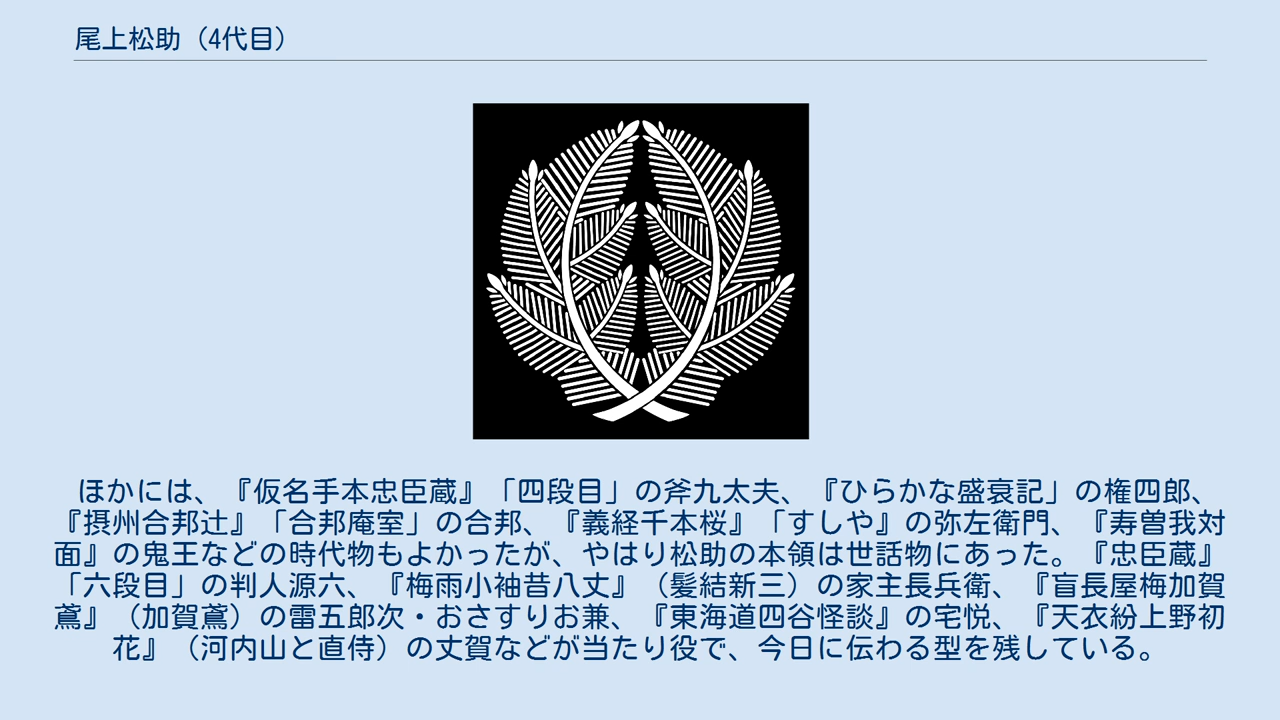 尾上松助（4代目）
ほかには、『仮名手本忠臣蔵』「四段目」の斧九太夫、『ひらかな盛衰記」の権四郎、
『摂州合邦辻』「合邦庵室」の合邦、『義経千本桜』「すしや』の弥左衛門、『寿曽我対
面』の鬼王などの時代物もよかったが、やはり松助の本領は世話物にあった。『忠臣蔵』
「六段目」の判人源六、『梅雨小袖昔八丈』（髪結新三）の家主長兵衛、『盲長屋梅加賀
鳶』（加賀鳶）の雷五郎次・おさすりお兼、『東海道四谷怪談』の宅悦、『天衣紛上野初
花』（河内山と直侍）の丈賀などが当たり役で、今日に伝わる型を残している。